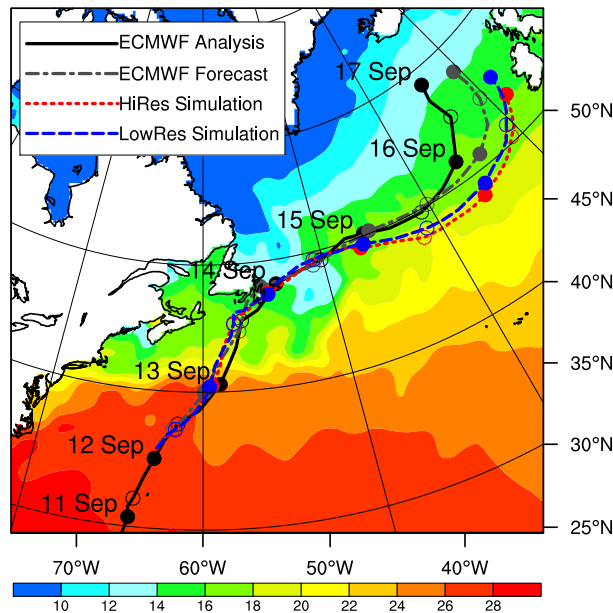 ECMWF Analysis
ECMWF Forecast
HiRes Simulation
LowRes Simulation
17 Sep
16 Sep
15 Sep
14 Sep
13 Sep
12 Sep
11 Sep
50°N
45°N
40°N
35°N
30°N
25°N
70°W 60°W 50°W 40°W
10 12 14 16 18 20 22 24 26 28